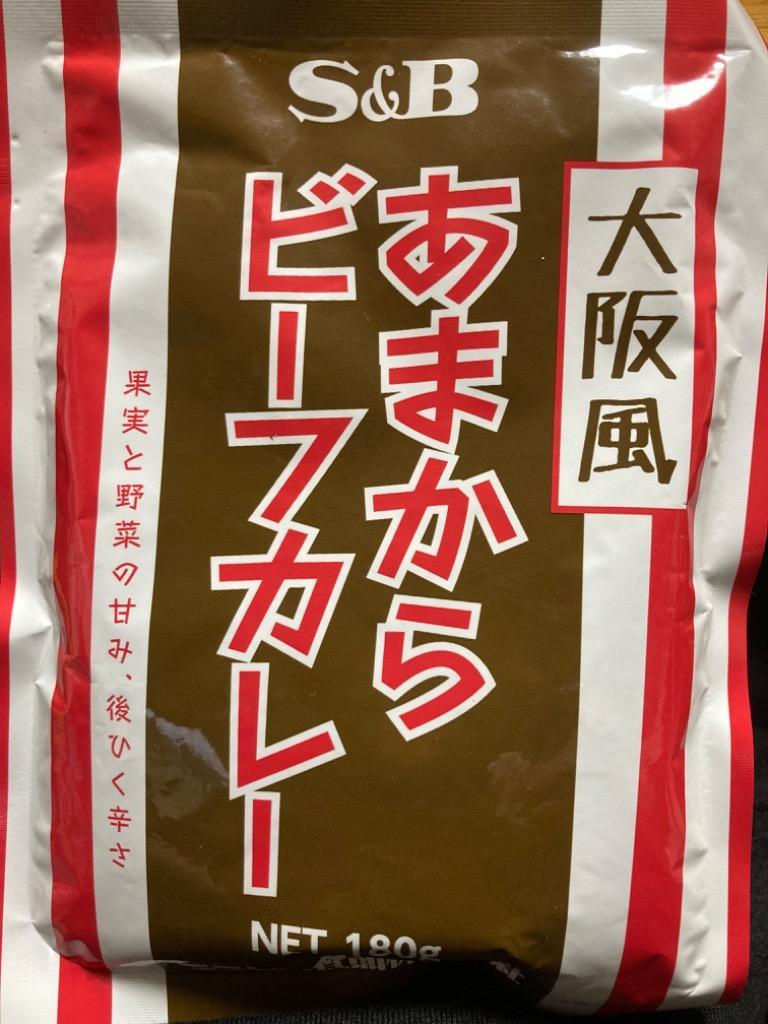 S&B
大阪風
あまから
ビーフカレー
果実と野菜の甘み、後ひく辛さ
NET 180g